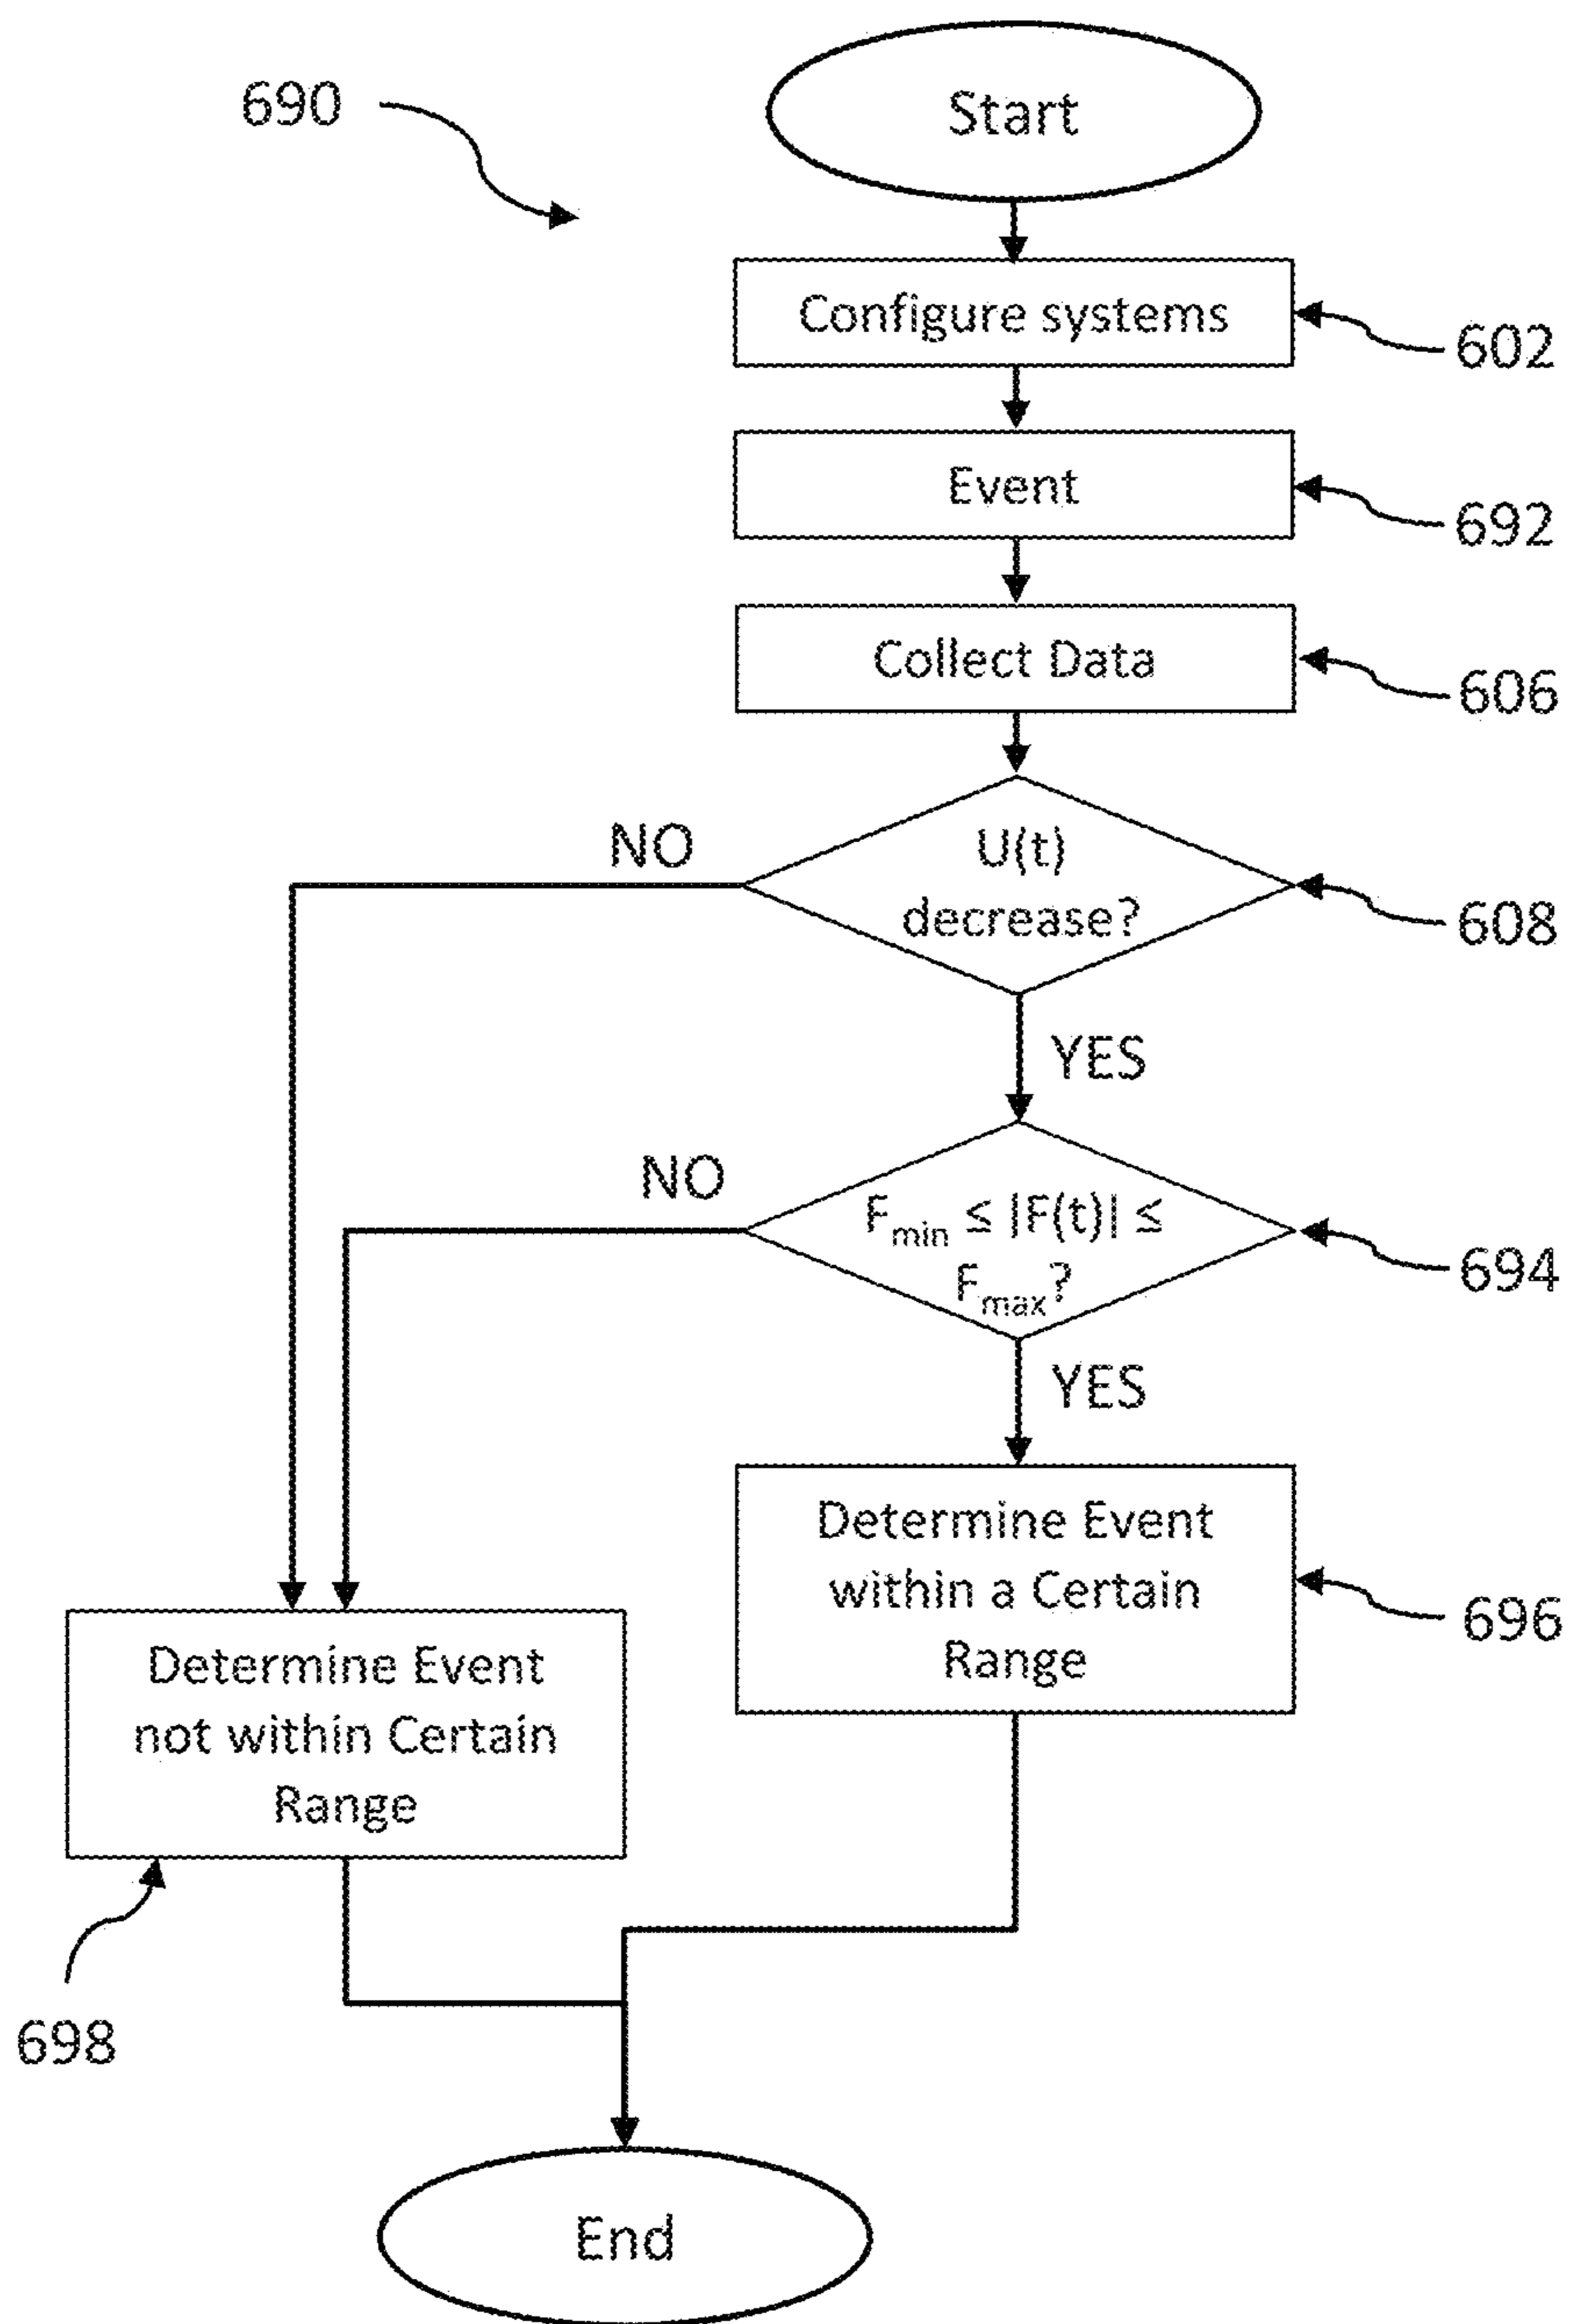 690
Start
Configure systems
602
Event
692
Collect Data
606
NO
U(t)
decrease?
608
YES
NO
Fmin ≤ |F(t)| ≤
Fmax?
694
YES
Determine Event
within a Certain
Range
696
Determine Event
not within Certain
Range
698
End